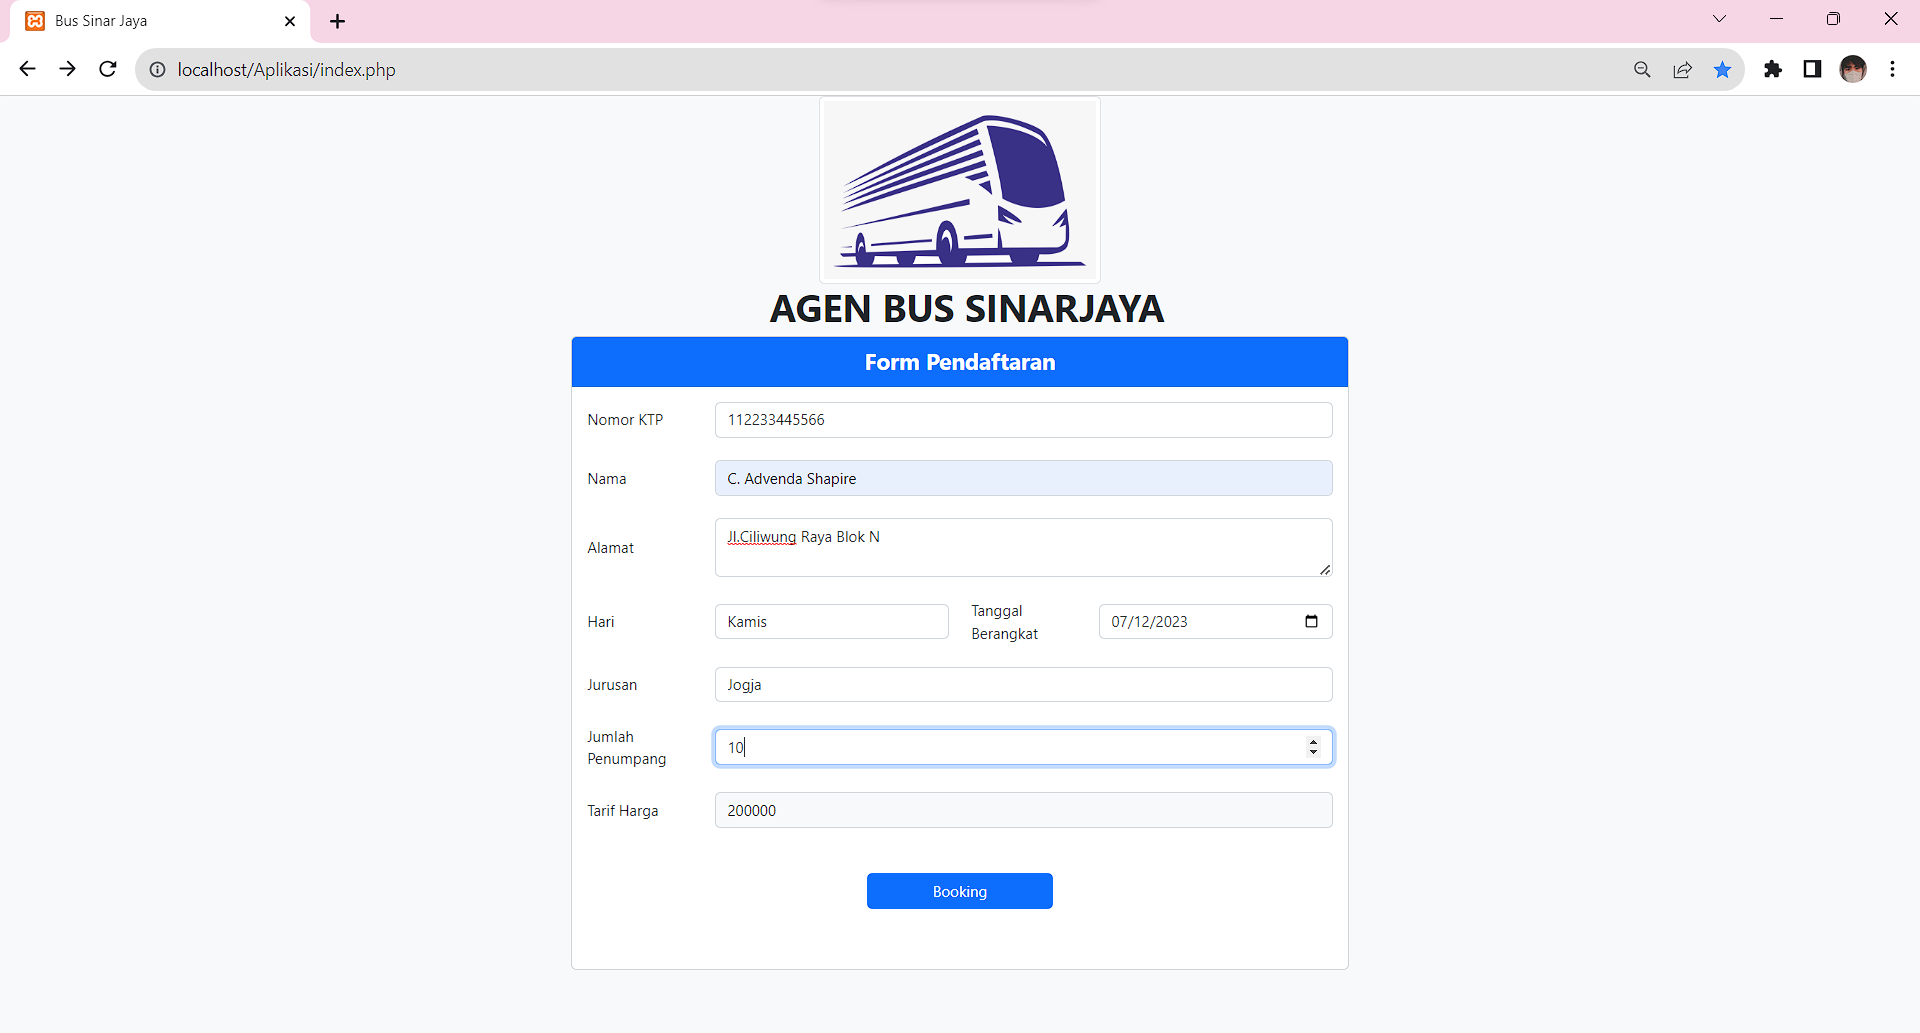 Bus Sinar Jaya
localhost/Aplikasi/index.php
AGEN BUS SINARJAYA
Form Pendaftaran
Nomor KTP
112233445566
Nama
C. Advenda Shapire
Alamat
Jl.Ciliwung Raya Blok N
Hari
Kamis
Tanggal
Berangkat
07/12/2023
Jurusan
Jogja
Jumlah
Penumpang
10
Tarif Harga
200000
Booking